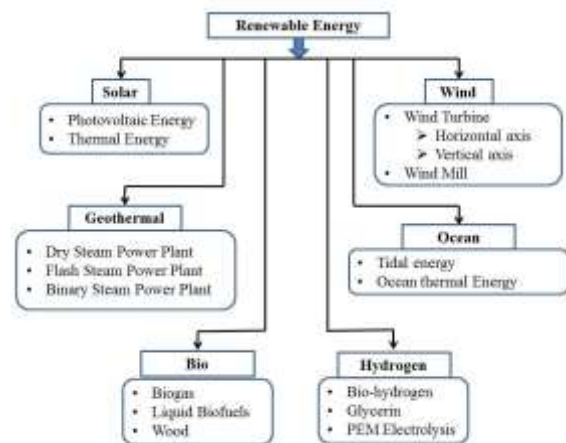 Renewable Energy
Solar
• Photovoltaic Energy
• Thermal Energy
Wind
• Wind Turbine
➢ Horizontal axis
➢ Vertical axis
• Wind Mill
Geothermal
• Dry Steam Power Plant
• Flash Steam Power Plant
• Binary Steam Power Plant
Ocean
• Tidal energy
• Ocean thermal Energy
Bio
• Biogas
• Liquid Biofuels
• Wood
Hydrogen
• Bio-hydrogen
• Glycerin
• PEM Electrolysis